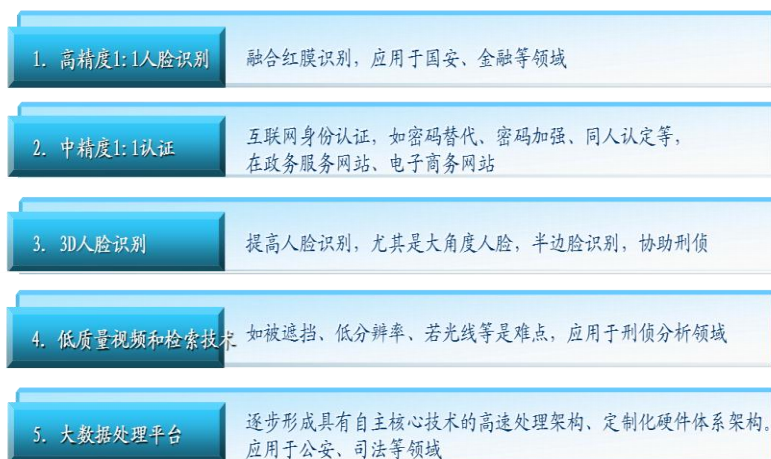 1. 高精度1:1人脸识别
融合红膜识别，应用于国安、金融等领域
2. 中精度1:1认证
互联网身份认证，如密码替代、密码加强、同人认定等，
在政务服务网站、电子商务网站
3. 3D人脸识别
提高人脸识别，尤其是大角度人脸，半边脸识别，协助刑侦
4. 低质量视频和检索技术
如被遮挡、低分辨率、若光线等是难点，应用于刑侦分析领域
5. 大数据处理平台
逐步形成具有自主核心技术的高速处理架构、定制化硬件体系架构。
应用于公安、司法等领域